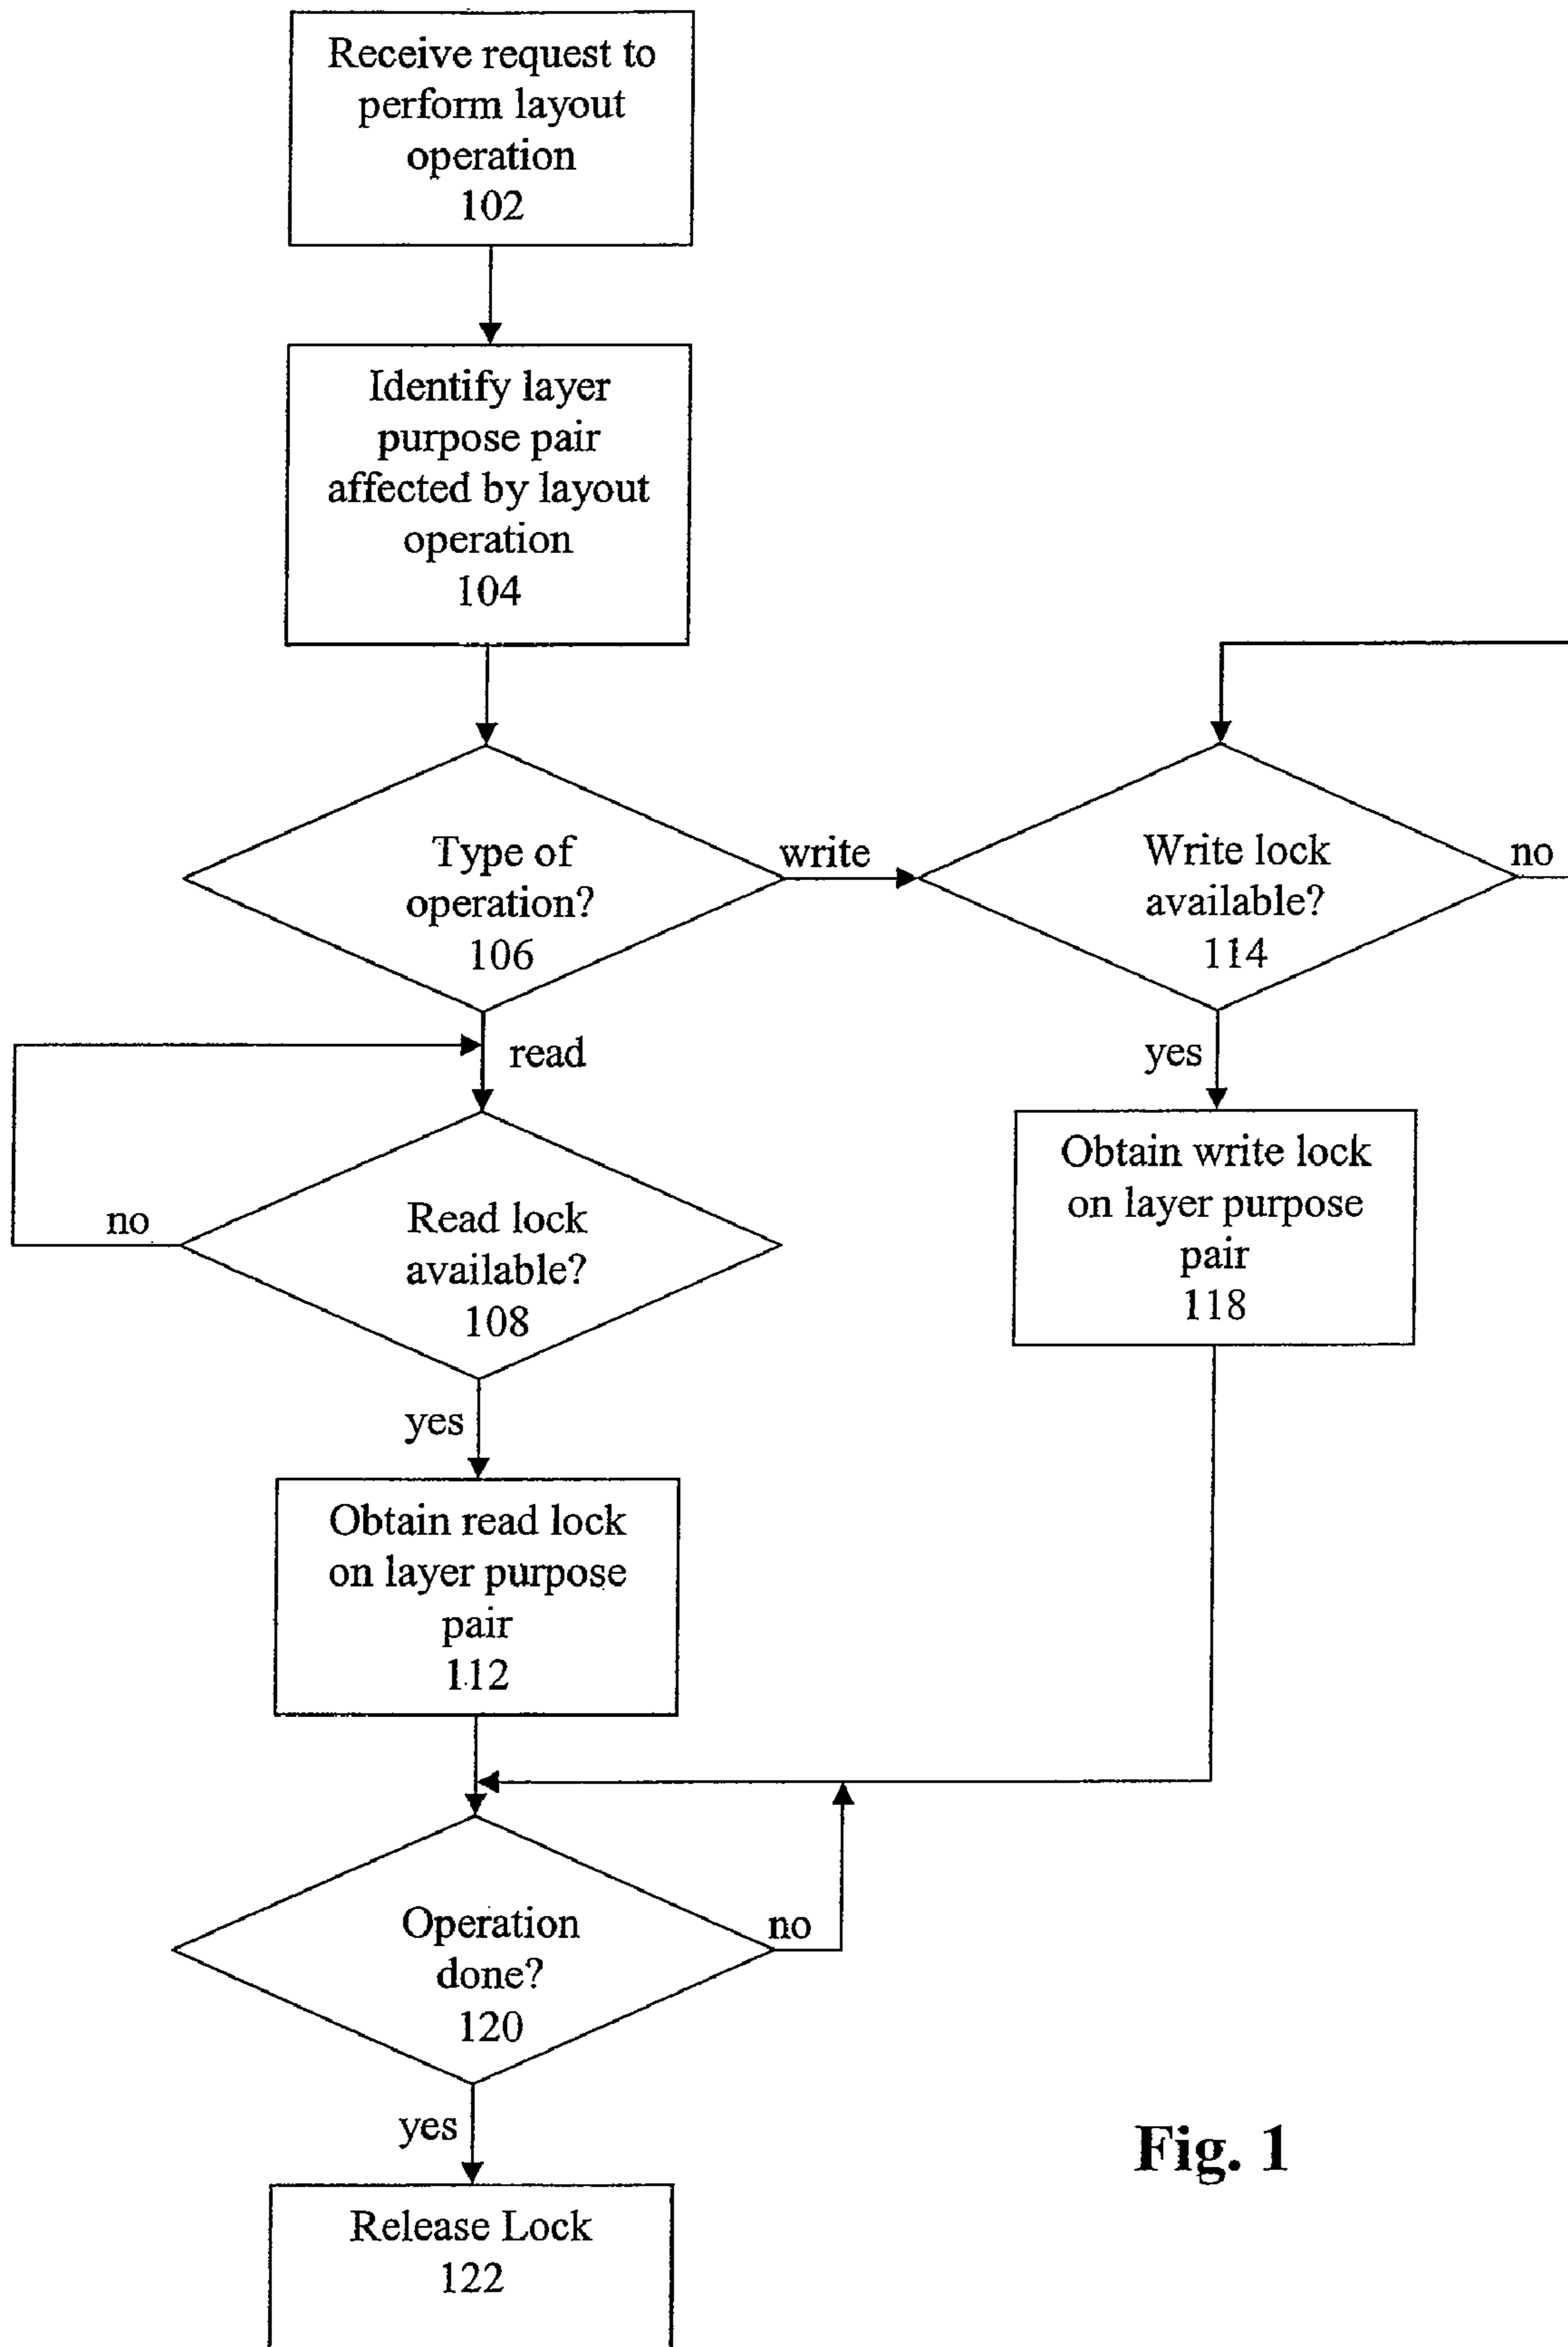 Receive request to
perform layout
operation
102
Identify layer
purpose pair
affected by layout
operation
104
Type of
operation?
106
write
Write lock
available?
114
no
read
yes
Obtain write lock
on layer purpose
pair
118
no
Read lock
available?
108
yes
Obtain read lock
on layer purpose
pair
112
Operation
done?
120
no
yes
Release Lock
122
Fig. 1